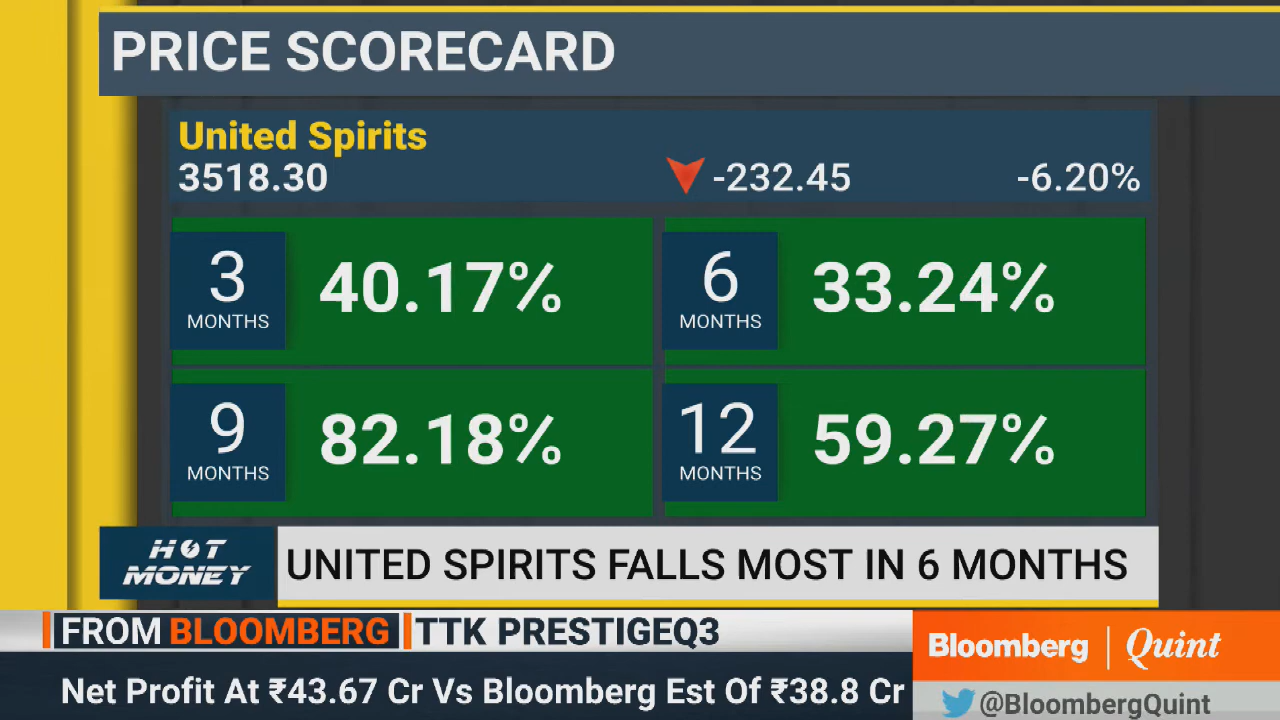 PRICE SCORECARD
United Spirits
3518.30
-232.45
-6.20%
3
MONTHS
40.17%
6
MONTHS
33.24%
9
MONTHS
82.18%
12
MONTHS
59.27%
HOT
MONEY
UNITED SPIRITS FALLS MOST IN 6 MONTHS
FROM BLOOMBERG
TTK PRESTIGEQ3
Net Profit At ₹43.67 Cr Vs Bloomberg Est Of ₹38.8 Cr
Bloomberg | Quint
@BloombergQuint